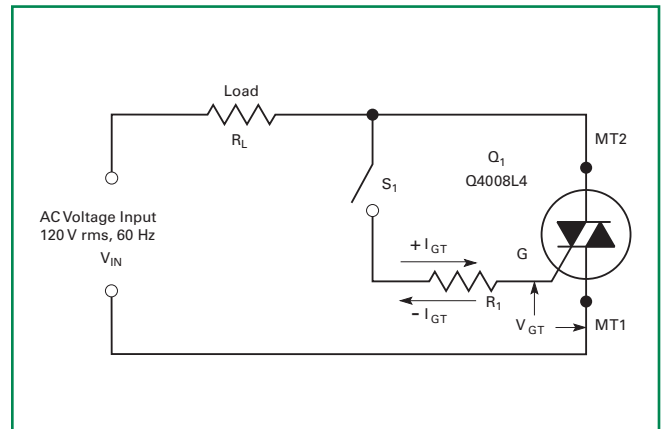 Load
R_L
MT2
Q_1
Q4008L4
S_1
AC Voltage Input
120 V rms, 60 Hz
V_IN
+ I_GT
G
R_1
- I_GT
V_GT
MT1